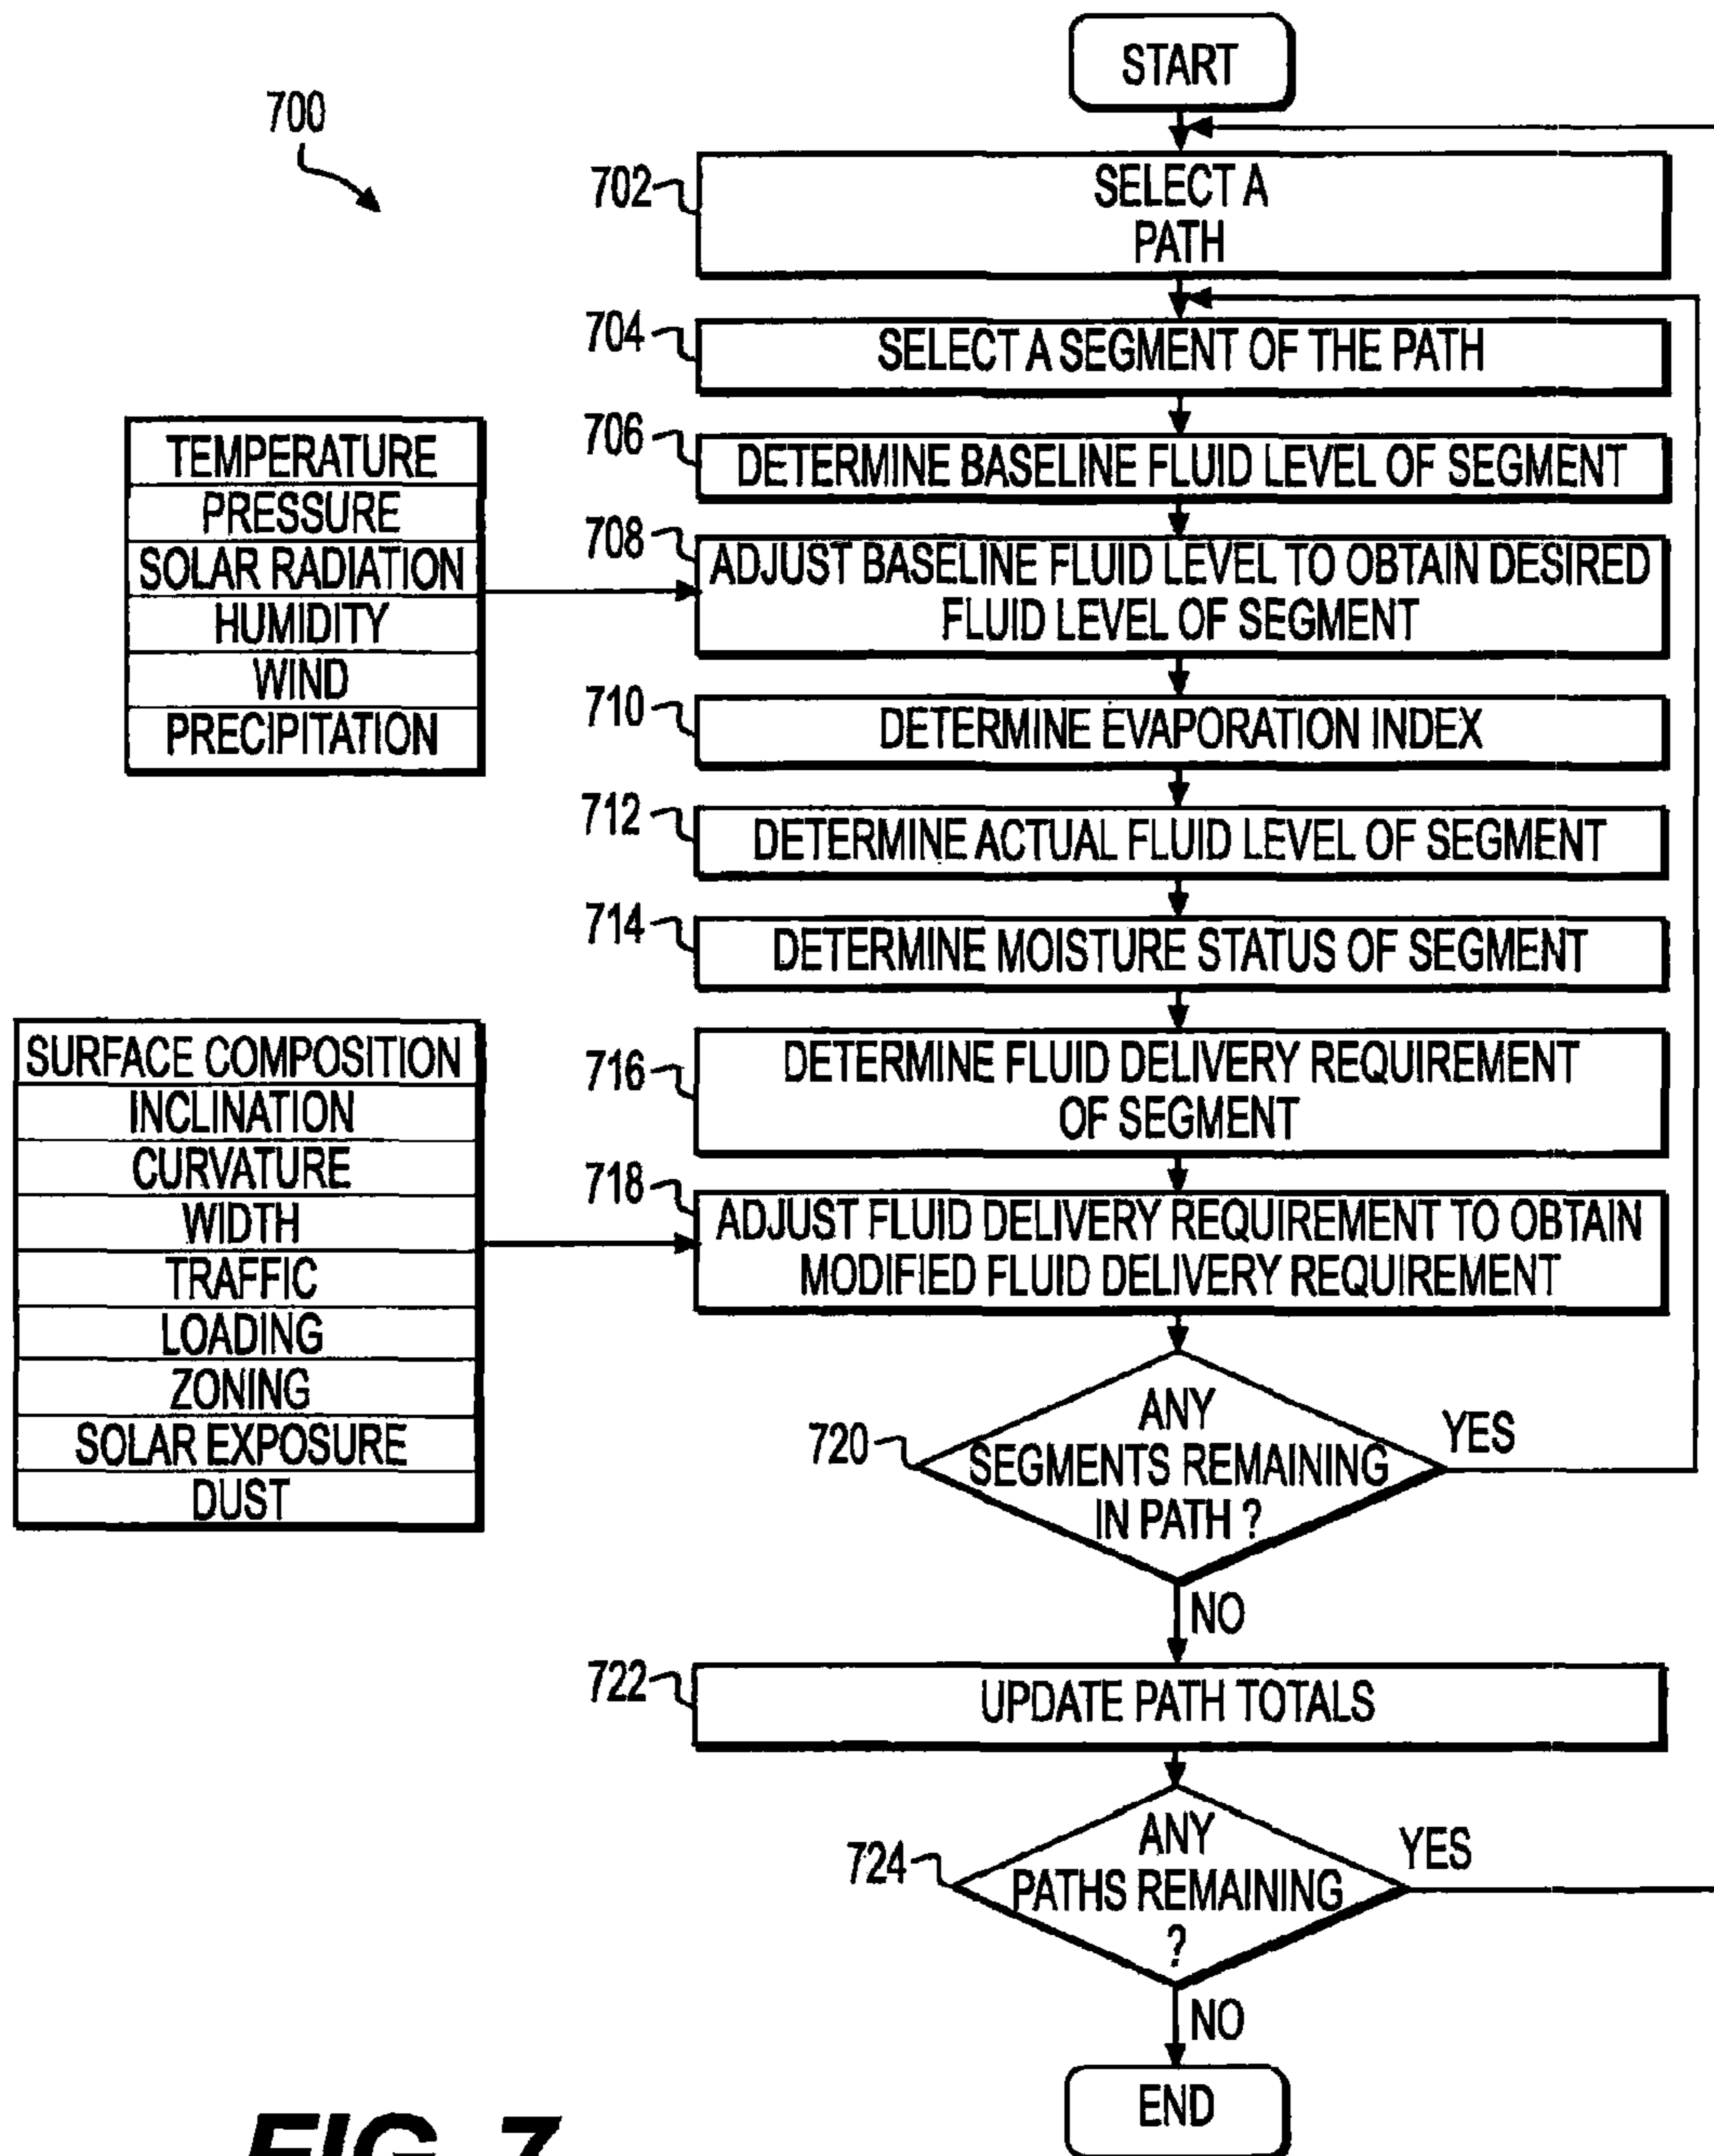 START
700
702
SELECT A
PATH
704
SELECT A SEGMENT OF THE PATH
706
DETERMINE BASELINE FLUID LEVEL OF SEGMENT
TEMPERATURE
PRESSURE
SOLAR RADIATION
HUMIDITY
WIND
PRECIPITATION
708
ADJUST BASELINE FLUID LEVEL TO OBTAIN DESIRED
FLUID LEVEL OF SEGMENT
710
DETERMINE EVAPORATION INDEX
712
DETERMINE ACTUAL FLUID LEVEL OF SEGMENT
714
DETERMINE MOISTURE STATUS OF SEGMENT
716
DETERMINE FLUID DELIVERY REQUIREMENT
OF SEGMENT
SURFACE COMPOSITION
INCLINATION
CURVATURE
WIDTH
TRAFFIC
LOADING
ZONING
SOLAR EXPOSURE
DUST
718
ADJUST FLUID DELIVERY REQUIREMENT TO OBTAIN
MODIFIED FLUID DELIVERY REQUIREMENT
720
ANY
SEGMENTS REMAINING
IN PATH ?
YES
NO
722
UPDATE PATH TOTALS
724
ANY
PATHS REMAINING
?
YES
NO
END
FIG. 7